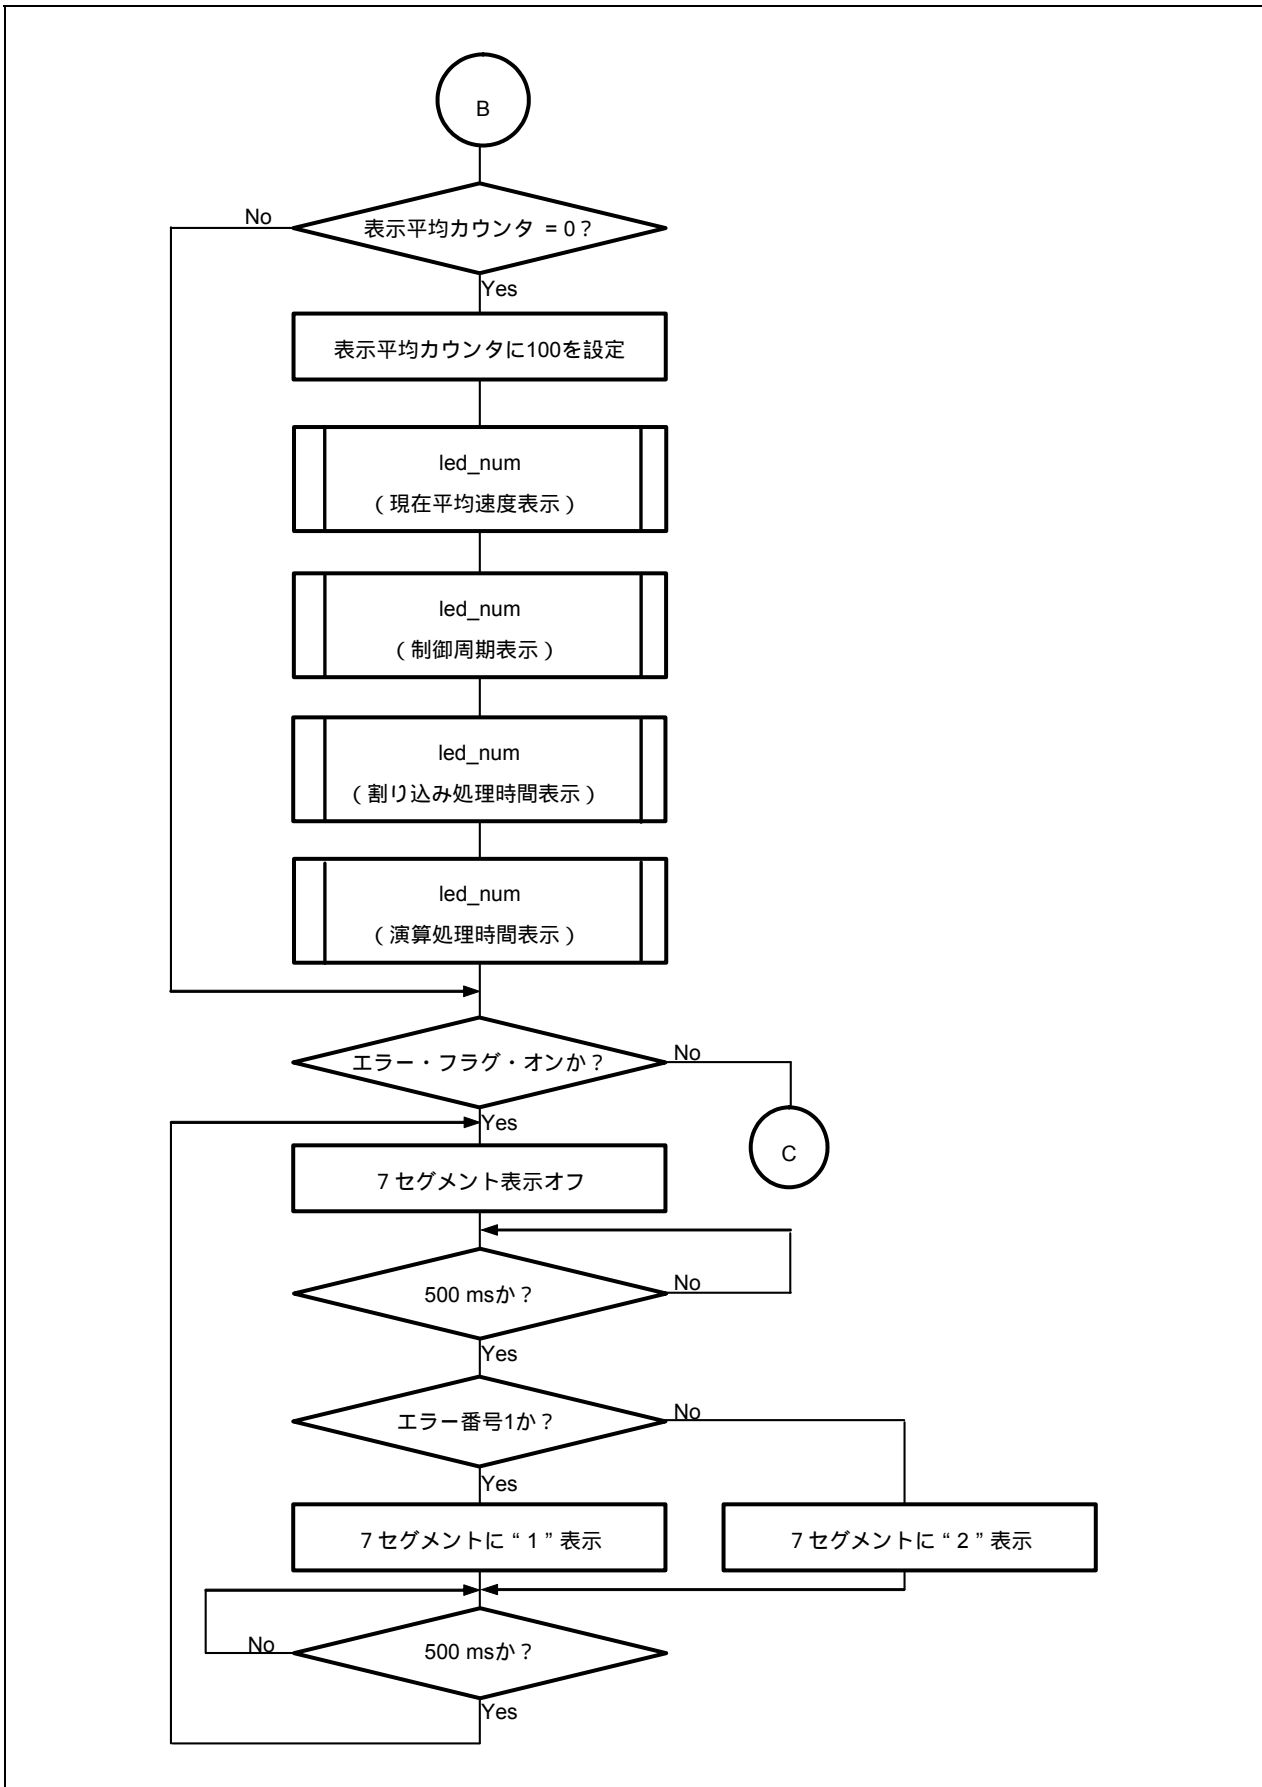 B
No
表示平均カウンタ = 0？
Yes
表示平均カウンタに100を設定
led_num
（現在平均速度表示）
led_num
（制御周期表示）
led_num
（割り込み処理時間表示）
led_num
（演算処理時間表示）
エラー・フラグ・オンか？
No
Yes
C
7 セグメント表示オフ
500 msか？
No
Yes
エラー番号1か？
No
Yes
7 セグメントに “ 1 ” 表示
7 セグメントに “ 2 ” 表示
No
500 msか？
Yes